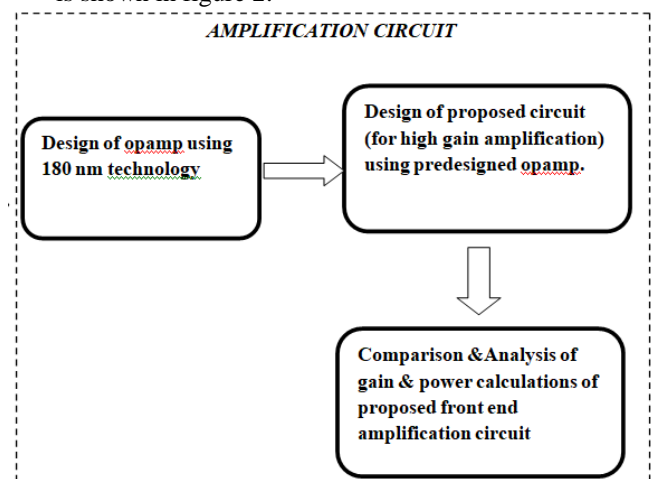 is shown in figure 2.
AMPLIFICATION CIRCUIT
Design of opamp using
180 nm technology
Design of proposed circuit
(for high gain amplification)
using predesigned opamp.
Comparison &Analysis of
gain & power calculations of
proposed front end
amplification circuit